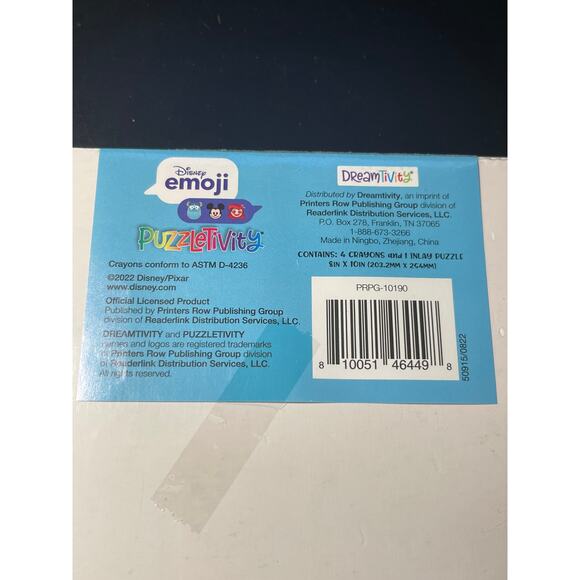 Disney
emoji
PUZZLETIVITY
Crayons conform to ASTM D-4236
©2022 Disney/Pixar
www.disney.com
Official Licensed Product
Published by Printers Row Publishing Group
division of Readerlink Distribution Services, LLC.
DREAMTIVITY and PUZZLETIVITY
names and logos are registered trademarks
of Printers Row Publishing Group division
of Readerlink Distribution Services, LLC.
All rights reserved.
DREAMTIVITY
Distributed by Dreamtivity, an imprint of
Printers Row Publishing Group division of
Readerlink Distribution Services, LLC.
P.O. Box 278, Franklin, TN 37065
1-888-673-3266
Made in Ningbo, Zhejiang, China
CONTAINS: 4 CRAYONS AND 1 INLAY PUZZLE
8IN X 10IN (203.2MM X 254MM)
PRPG-10190
8 10051 46449 8
50915/0822